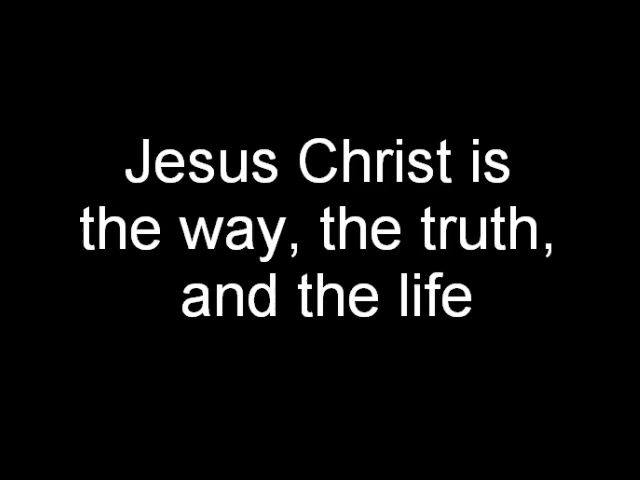 Jesus Christ is
the way, the truth,
and the life